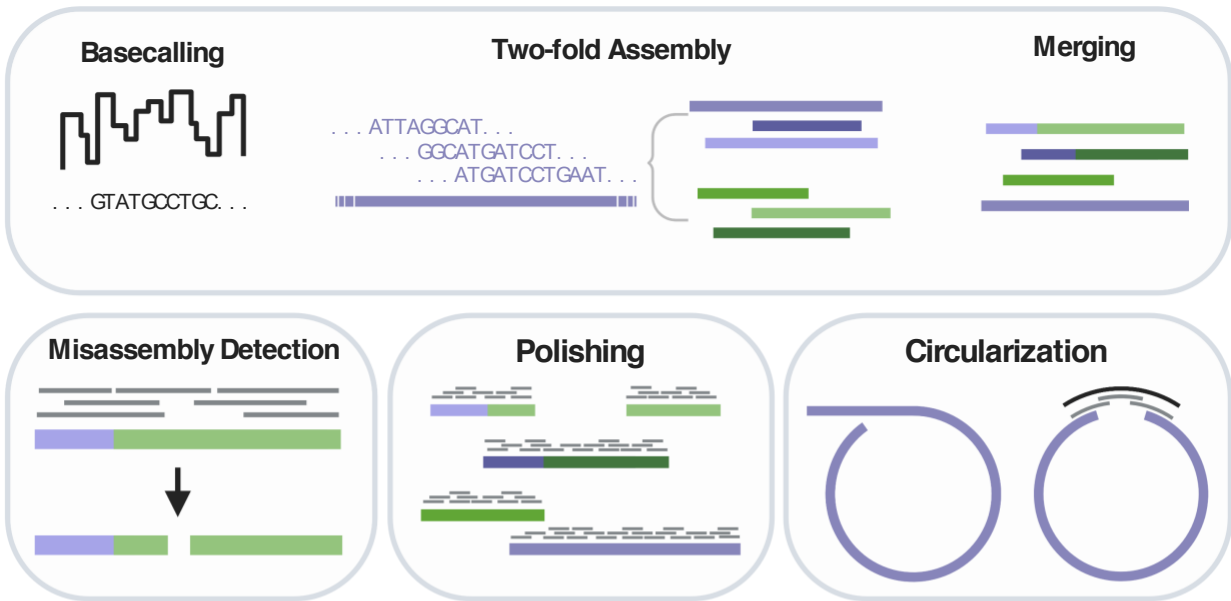 Basecalling
Two-fold Assembly
Merging
. . . ATTAGGCAT. . .
. . . GGCATGATCCT. . .
. . . ATGATCCTGAAT. . .
. . . GTATGCCTGC. . .
Misassembly Detection
Polishing
Circularization